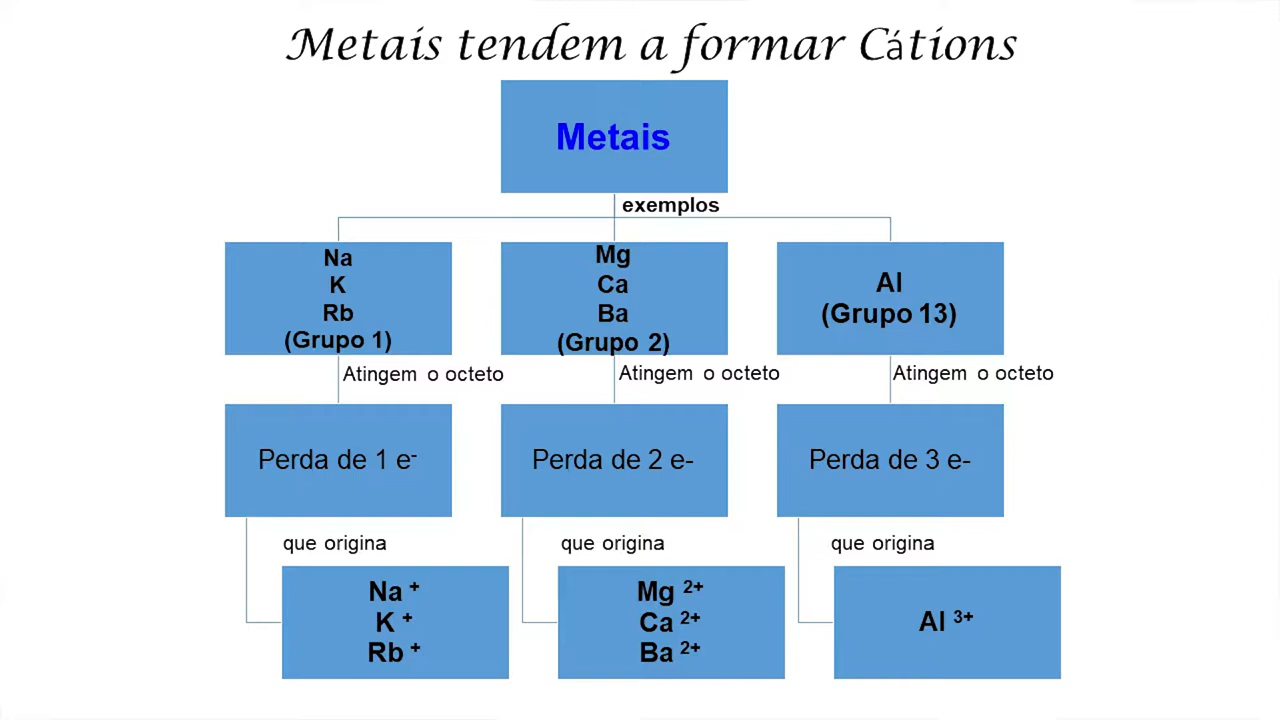 Metais tendem a formar Cátions
Metais
exemplos
Na
K
Rb
(Grupo 1)
Mg
Ca
Ba
(Grupo 2)
Al
(Grupo 13)
Atingem o octeto
Atingem o octeto
Atingem o octeto
Perda de 1 e⁻
Perda de 2 e-
Perda de 3 e-
que origina
que origina
que origina
Na ⁺
K ⁺
Rb ⁺
Mg ²⁺
Ca ²⁺
Ba ²⁺
Al ³⁺